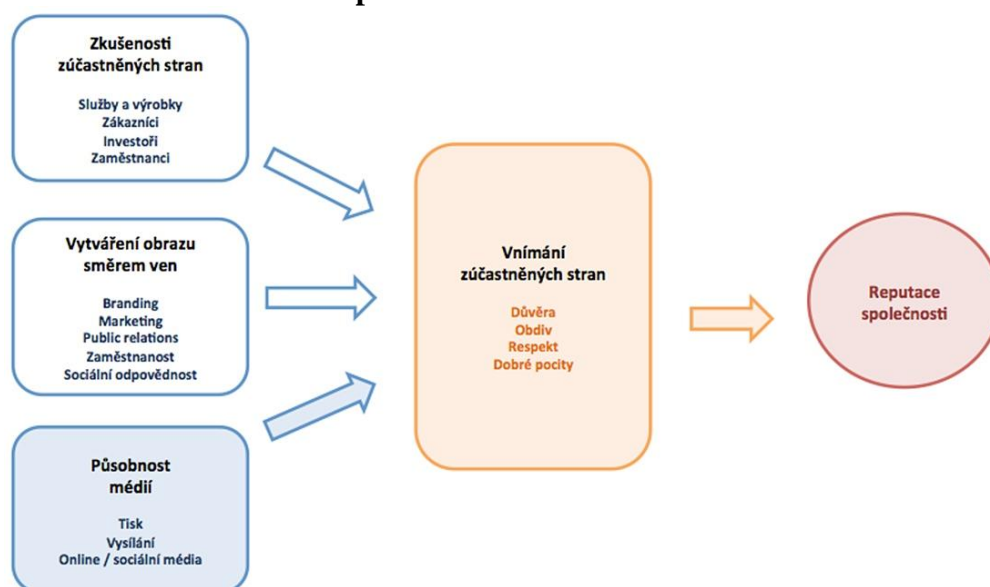 Zkušenosti
zúčastněných stran
Služby a výrobky
Zákazníci
Investoři
Zaměstnanci
Vytváření obrazu
směrem ven
Branding
Marketing
Public relations
Zaměstnanost
Sociální odpovědnost
Působnost
médií
Tisk
Vysílání
Online / sociální média
Vnímání
zúčastněných stran
Důvěra
Obdiv
Respekt
Dobré pocity
Reputace
společnosti